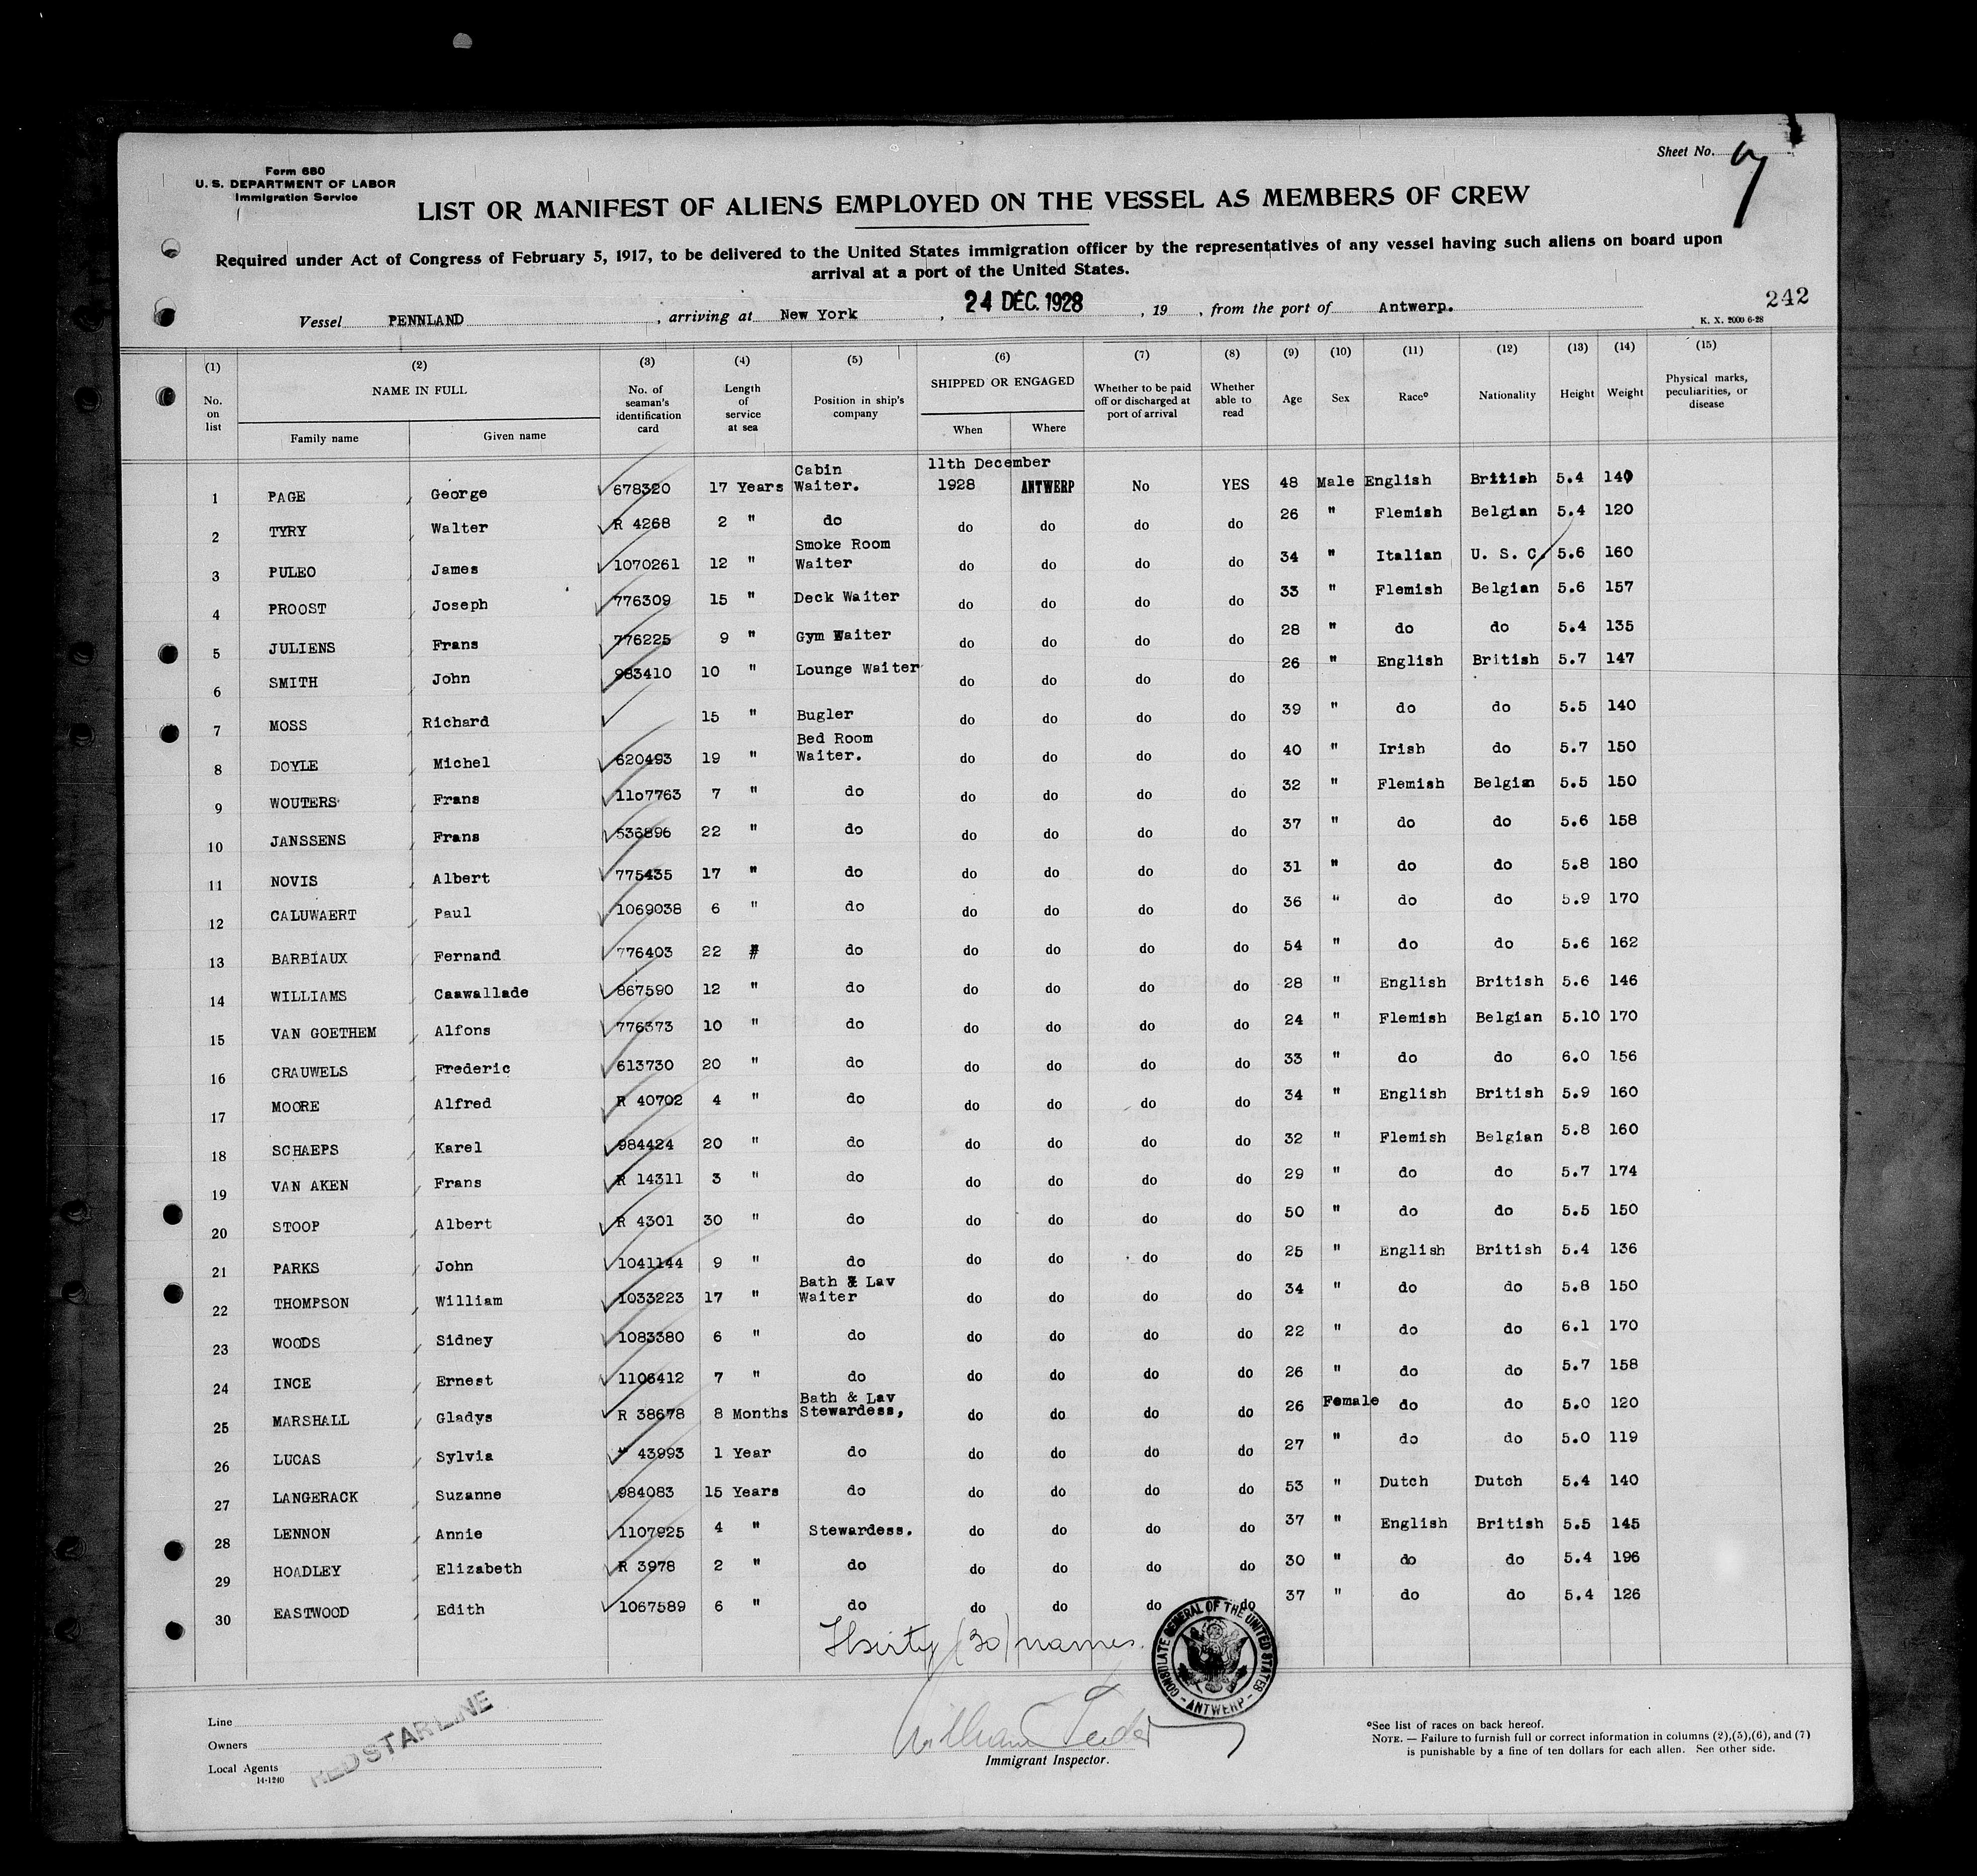 Form 680
U. S. DEPARTMENT OF LABOR
Immigration Service
Sheet No. 7
LIST OR MANIFEST OF ALIENS EMPLOYED ON THE VESSEL AS MEMBERS OF CREW
Required under Act of Congress of February 5, 1917, to be delivered to the United States immigration officer by the representatives of any vessel having such aliens on board upon
arrival at a port of the United States.
242
Vessel PENNLAND , arriving at New York , 24 DEC. 1928 , 19 , from the port of Antwerp.
K. X. 2000 6-28
(1) (2) (3) (4) (5) (6) (7) (8) (9) (10) (11) (12) (13) (14) (15)
No. on list NAME IN FULL Family name Given name No. of seaman's identification card Length of service at sea Position in ship's company SHIPPED OR ENGAGED When Where Whether to be paid off or discharged at port of arrival Whether able to read Age Sex Race° Nationality Height Weight Physical marks, peculiarities, or disease
1 PAGE George 678320 17 Years Cabin Waiter. 11th December 1928 ANTWERP No YES 48 Male English British 5.4 140
2 TYRY Walter R 4268 2 " do do do do do 26 " Flemish Belgian 5.4 120
3 PULEO James 1070261 12 " Smoke Room Waiter do do do do 34 " Italian U. S. C. 5.6 160
4 PROOST Joseph 776309 15 " Deck Waiter do do do do 33 " Flemish Belgian 5.6 157
5 JULIENS Frans 776225 9 " Gym Waiter do do do do 28 " do do 5.4 135
6 SMITH John 983410 10 " Lounge Waiter do do do do 26 " English British 5.7 147
7 MOSS Richard 15 " Bugler do do do do 39 " do do 5.5 140
8 DOYLE Michel 620493 19 " Bed Room Waiter. do do do do 40 " Irish do 5.7 150
9 WOUTERS Frans 11o7763 7 " do do do do do 32 " Flemish Belgian 5.5 150
10 JANSSENS Frans 536896 22 " do do do do do 37 " do do 5.6 158
11 NOVIS Albert 775435 17 " do do do do do 31 " do do 5.8 180
12 CALUWAERT Paul 1069038 6 " do do do do do 36 " do do 5.9 170
13 BARBIAUX Fernand 776403 22 # do do do do do 54 " do do 5.6 162
14 WILLIAMS Caawallade 867590 12 " do do do do do 28 " English British 5.6 146
15 VAN GOETHEM Alfons 776373 10 " do do do do do 24 " Flemish Belgian 5.10 170
16 CRAUWELS Frederic 613730 20 " do do do do do 33 " do do 6.0 156
17 MOORE Alfred R 40702 4 " do do do do do 34 " English British 5.9 160
18 SCHAEPS Karel 984424 20 " do do do do do 32 " Flemish Belgian 5.8 160
19 VAN AKEN Frans R 14311 3 " do do do do do 29 " do do 5.7 174
20 STOOP Albert R 4301 30 " do do do do do 50 " do do 5.5 150
21 PARKS John 1041144 9 " do do do do do 25 " English British 5.4 136
22 THOMPSON William 1033223 17 " Bath & Lav Waiter do do do do 34 " do do 5.8 150
23 WOODS Sidney 1083380 6 " do do do do do 22 " do do 6.1 170
24 INCE Ernest 1106412 7 " do do do do do 26 " do do 5.7 158
25 MARSHALL Gladys R 38678 8 Months Bath & Lav Stewardess, do do do do 26 Female do do 5.0 120
26 LUCAS Sylvia " 43993 1 Year do do do do do 27 " do do 5.0 119
27 LANGERACK Suzanne 984083 15 Years do do do do do 53 " Dutch Dutch 5.4 140
28 LENNON Annie 1107925 4 " Stewardess. do do do do 37 " English British 5.5 145
29 HOADLEY Elizabeth R 3978 2 " do do do do do 30 " do do 5.4 196
30 EASTWOOD Edith 1067589 6 " do do do do do 37 " do do 5.4 126
Thirty (30) names.
CONSULATE GENERAL OF THE UNITED STATES - ANTWERP -
Line
Owners
Local Agents
14-1240
RED STAR LINE
William
Immigrant Inspector.
°See list of races on back hereof.
NOTE. — Failure to furnish full or correct information in columns (2),(5),(6), and (7)
is punishable by a fine of ten dollars for each alien. See other side.